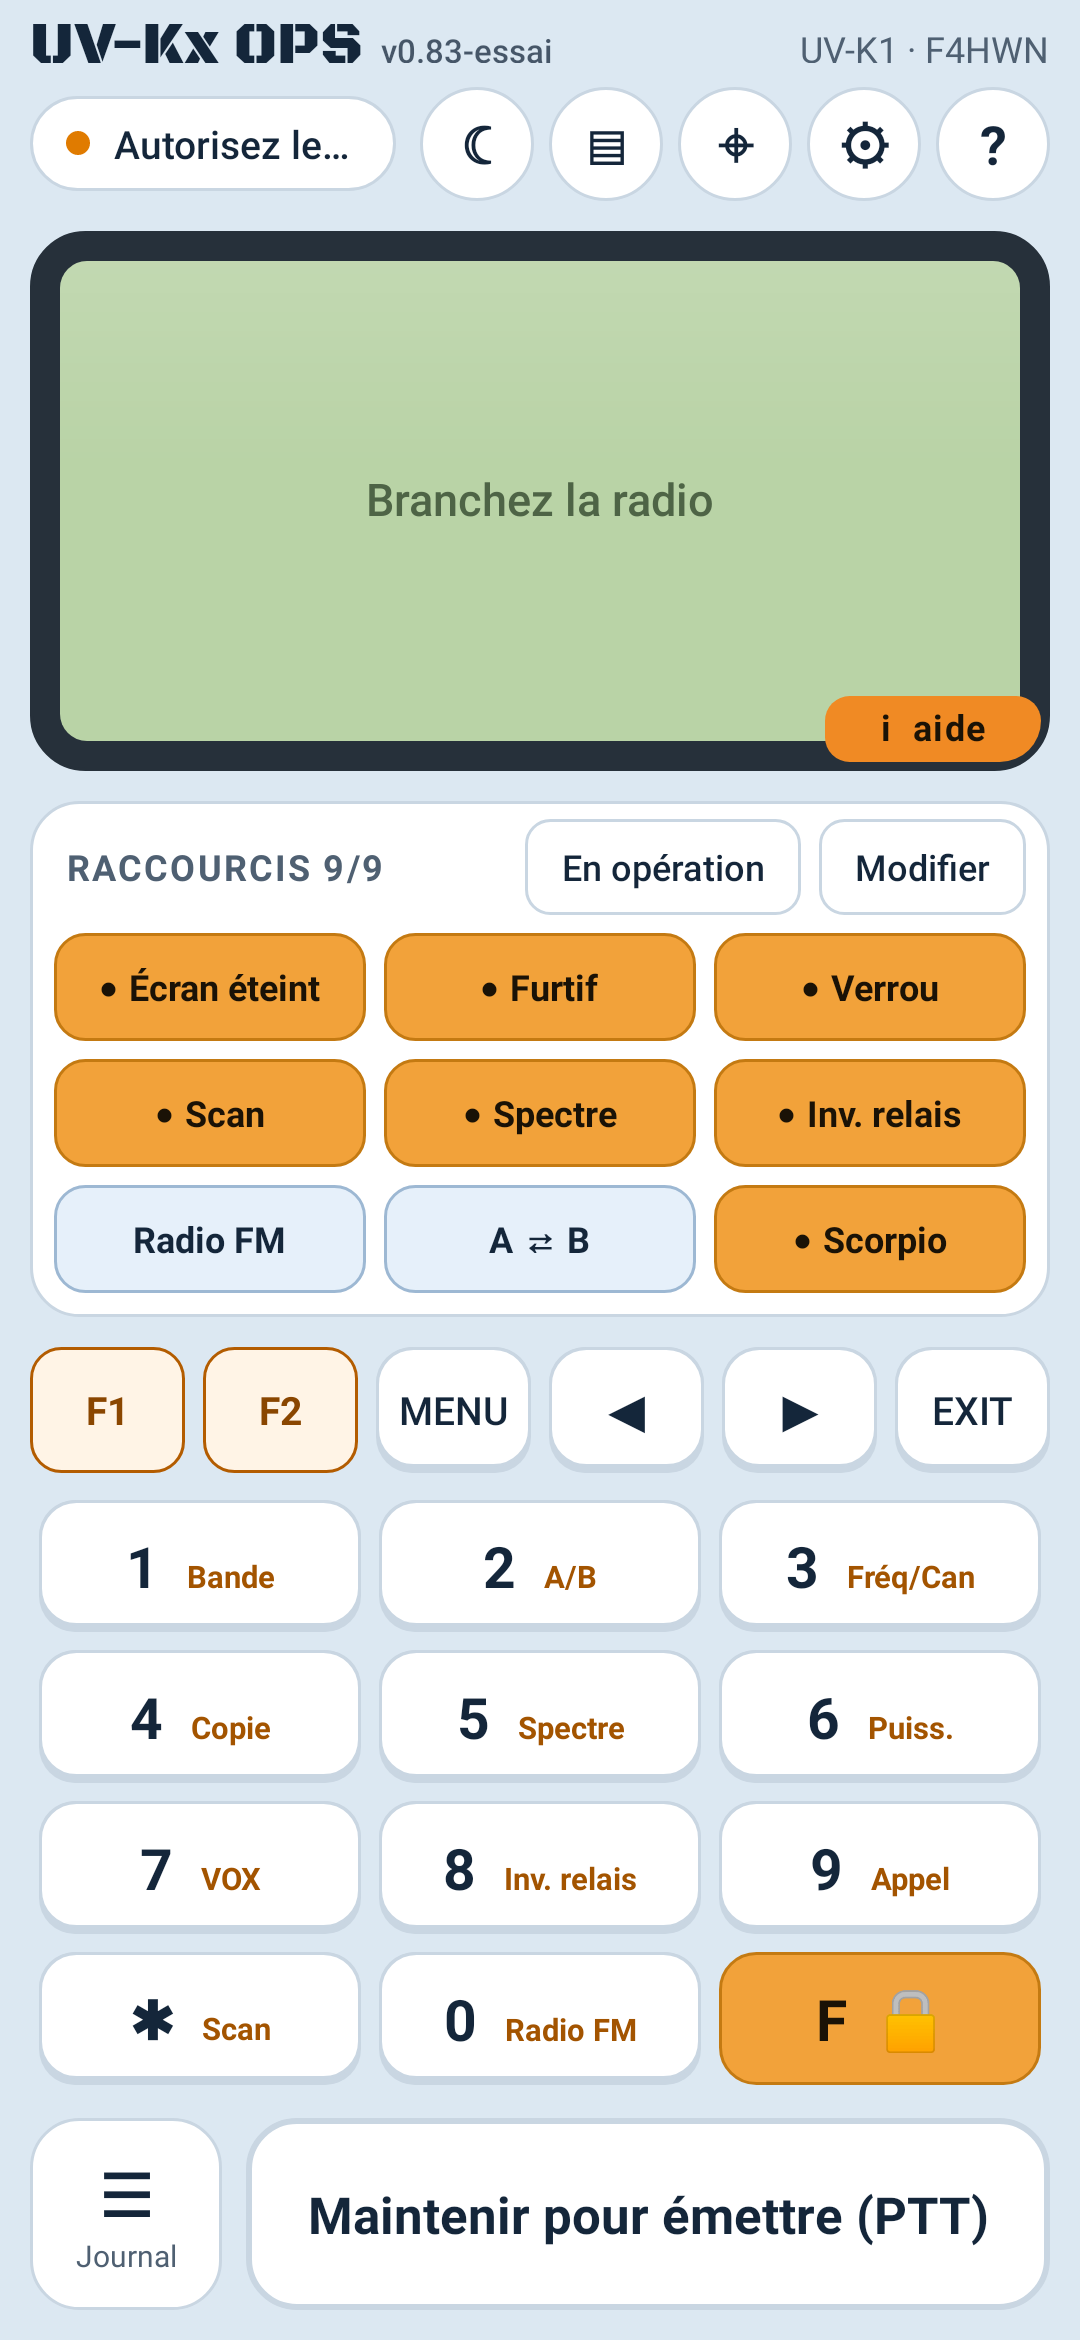 UV-Kx OPS v0.83-essai UV-K1 · F4HWN
Autorisez le… ?
Branchez la radio
i aide
RACCOURCIS 9/9 En opération Modifier
• Écran éteint • Furtif • Verrou
• Scan • Spectre • Inv. relais
Radio FM A ⇄ B • Scorpio
F1 F2 MENU ◀ ▶ EXIT
1 Bande 2 A/B 3 Fréq/Can
4 Copie 5 Spectre 6 Puiss.
7 VOX 8 Inv. relais 9 Appel
✱ Scan 0 Radio FM F 🔒
Maintenir pour émettre (PTT)
Journal